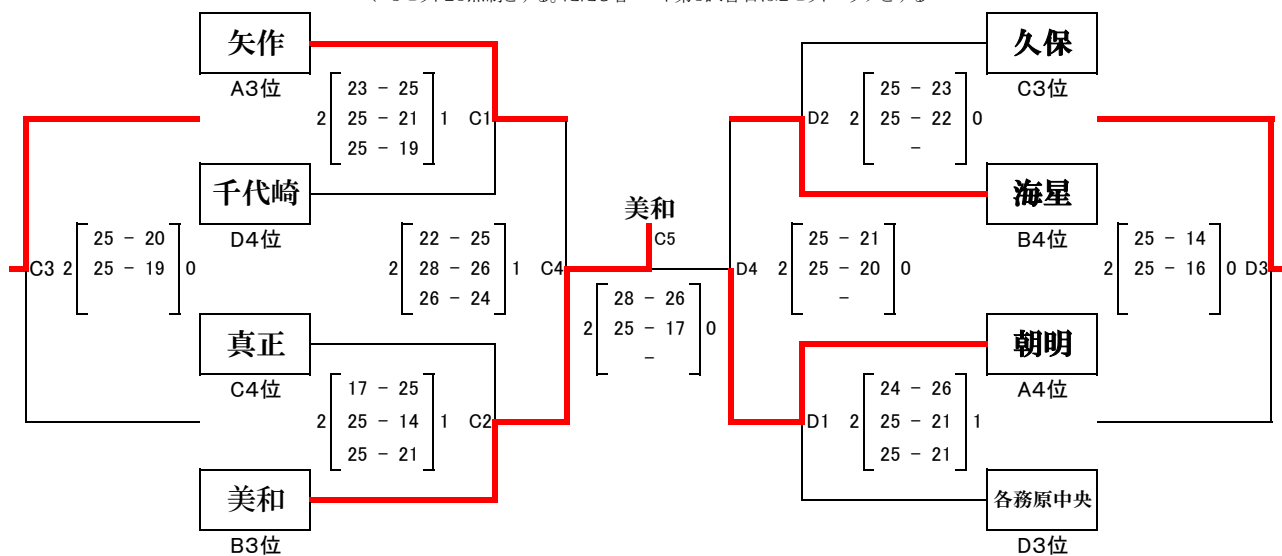 矢作
A3位
23 - 25
2 25 - 21 1 C1
25 - 19
千代崎
D4位
C3 2 25 - 20 0
25 - 19
22 - 25
2 28 - 26 1 C4
26 - 24
真正
C4位
17 - 25
2 25 - 14 1 C2
25 - 21
美和
B3位
美和
C5
28 - 26
2 25 - 17 0
-
久保
C3位
25 - 23
D2 2 25 - 22 0
-
海星
B4位
25 - 21
D4 2 25 - 20 0
-
25 - 14
2 25 - 16 0 D3
朝明
A4位
24 - 26
D1 2 25 - 21 1
25 - 21
各務原中央
D3位